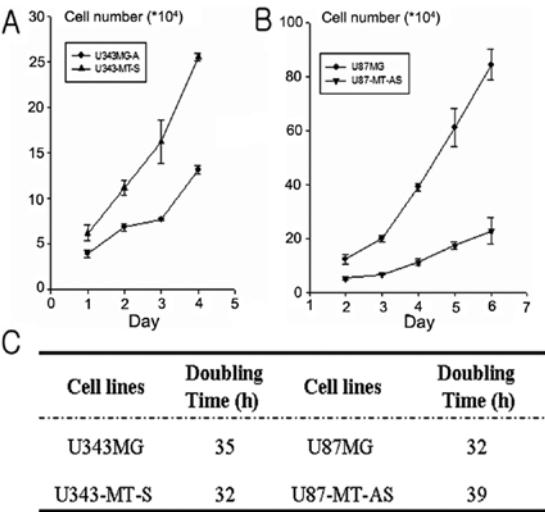 A
Cell number (*10⁴)
U343MG-A
U343-MT-S
30
25
20
15
10
5
0
0 1 2 3 4 5
Day
B
Cell number (*10⁴)
U87MG
U87-MT-AS
100
80
60
40
20
0
1 2 3 4 5 6 7
Day
C
Cell lines Doubling Time (h) Cell lines Doubling Time (h)
U343MG 35 U87MG 32
U343-MT-S 32 U87-MT-AS 39